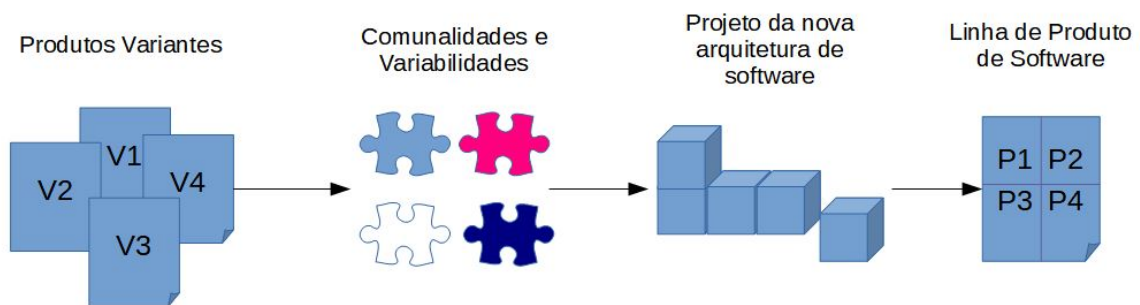 Produtos Variantes
V1
V2
V4
V3
Comunalidades e
Variabilidades
Projeto da nova
arquitetura de
software
Linha de Produto
de Software
P1 P2
P3 P4